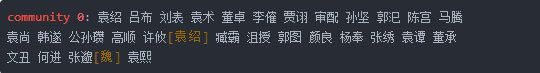 community 0: 袁绍 吕布 刘表 袁术 董卓 李傕 贾诩 审配 孙坚 郭汜 陈宫 马腾
袁尚 韩遂 公孙瓒 高顺 许攸[袁绍] 臧霸 沮授 郭图 颜良 杨奉 张绣 袁谭 董承
文丑 何进 张邈[魏] 袁熙